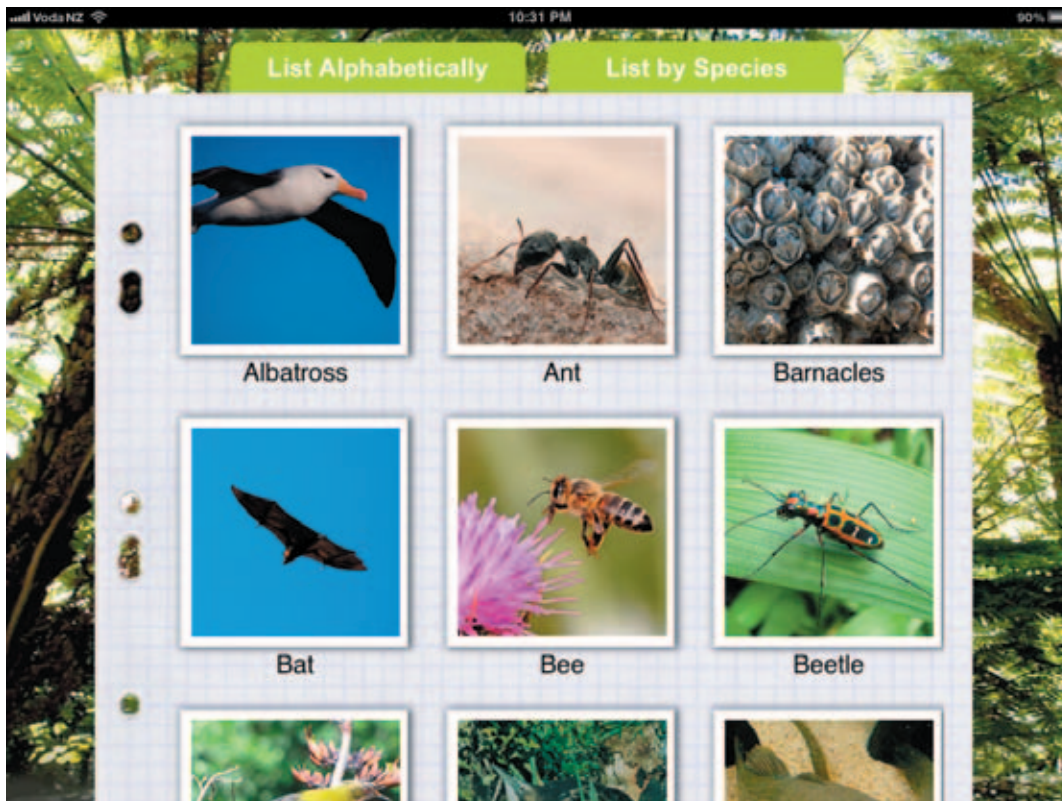 Voda NZ 10:31 PM 90%
List Alphabetically List by Species
Albatross Ant Barnacles
Bat Bee Beetle